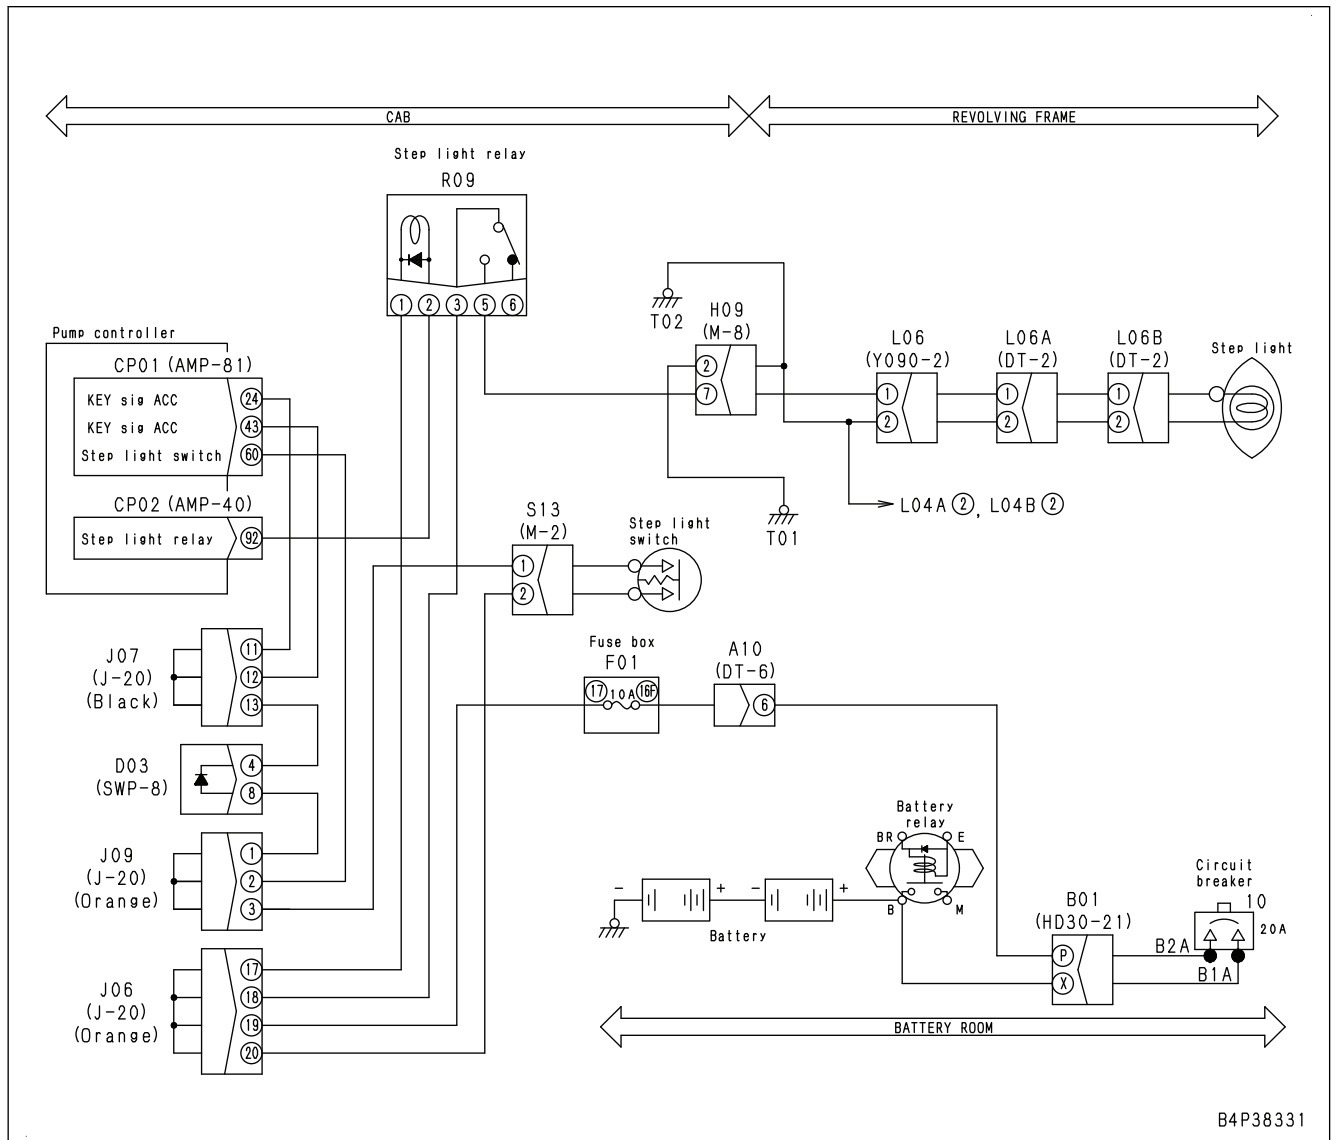 CAB
REVOLVING FRAME
Step light relay
R09
1 2 3 5 6
Pump controller
CP01 (AMP-81)
KEY sig ACC 24
KEY sig ACC 43
Step light switch 60
CP02 (AMP-40)
Step light relay 92
T02
H09
(M-8)
2
7
T01
L06
(Y090-2)
1
2
L06A
(DT-2)
1
2
L06B
(DT-2)
1
2
Step light
L04A 2, L04B 2
S13
(M-2)
1
2
Step light
switch
J07
(J-20)
(Black)
11
12
13
Fuse box
F01
17 10A 16F
A10
(DT-6)
6
D03
(SWP-8)
4
8
J09
(J-20)
(Orange)
1
2
3
Battery
relay
BR E
B M
- + - +
Battery
B01
(HD30-21)
P
X
Circuit
breaker
10
20A
B2A
B1A
J06
(J-20)
(Orange)
17
18
19
20
BATTERY ROOM
B4P38331